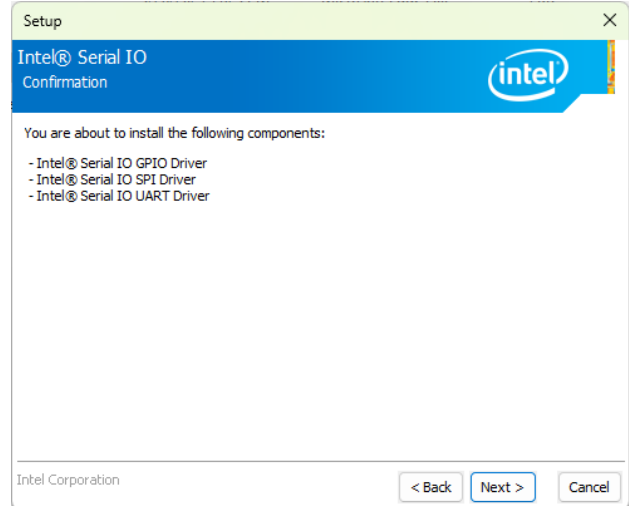 Setup
Intel® Serial IO
Confirmation
intel
You are about to install the following components:
- Intel® Serial IO GPIO Driver
- Intel® Serial IO SPI Driver
- Intel® Serial IO UART Driver
Intel Corporation
< Back Next > Cancel